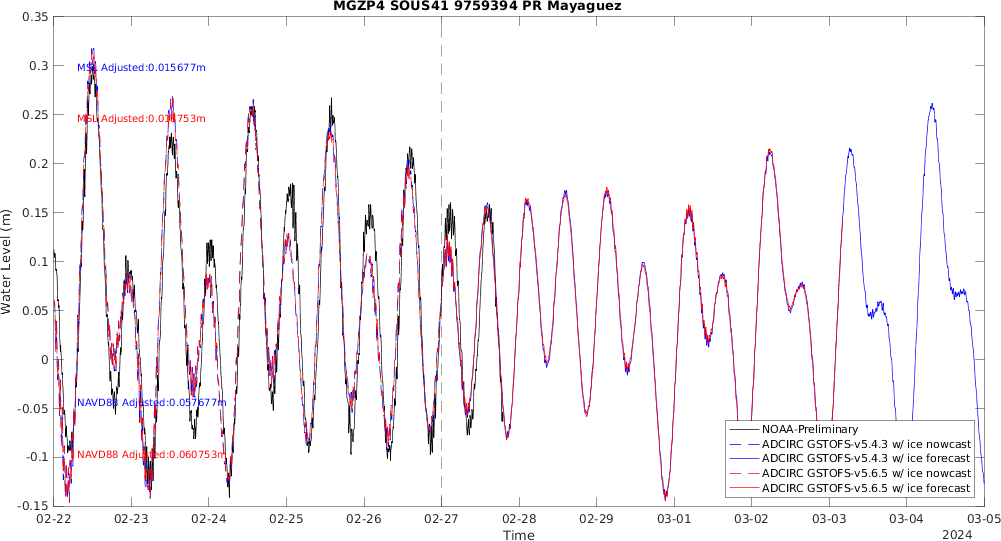 MGZP4 SOUS41 9759394 PR Mayaguez
0.35
0.3
0.25
0.2
0.15
0.1
0.05
0
-0.05
-0.1
-0.15
Water Level (m)
MSL Adjusted:0.015677m
MSL Adjusted:0.018753m
NAVD88 Adjusted:0.057677m
NAVD88 Adjusted:0.060753m
NOAA-Preliminary
ADCIRC GSTOFS-v5.4.3 w/ ice nowcast
ADCIRC GSTOFS-v5.4.3 w/ ice forecast
ADCIRC GSTOFS-v5.6.5 w/ ice nowcast
ADCIRC GSTOFS-v5.6.5 w/ ice forecast
02-22 02-23 02-24 02-25 02-26 02-27 02-28 02-29 03-01 03-02 03-03 03-04 03-05
Time
2024